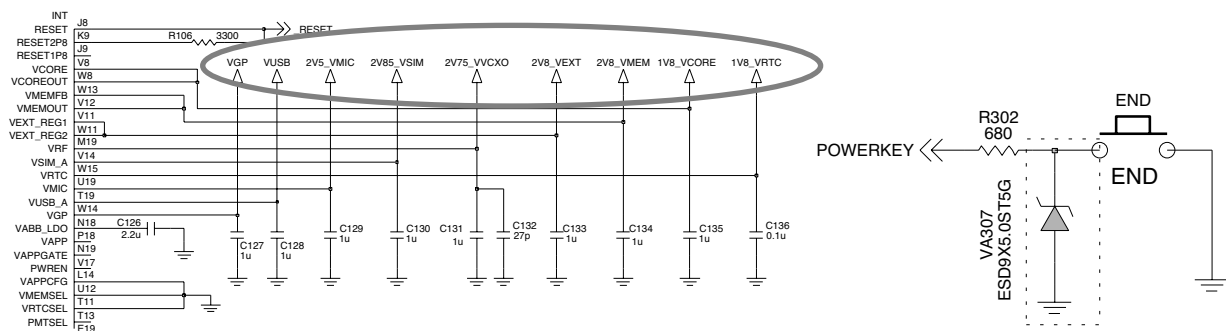 INT
RESET J8 RESET
RESET2P8 K9 R106 3300
RESET1P8 J9
VCORE V8
VCOREOUT W8
VMEMFB W13
VMEMOUT V12
VEXT_REG1 V11
VEXT_REG2 W11
VRF M19
VSIM_A V14
VRTC W15
VMIC U19
VUSB_A T19
VGP W14
VABB_LDO N18
VAPP P18
VAPPGATE N19
PWREN V17
VAPPCFG L14
VMEMSEL U12
VRTCSEL T11
PMTSEL T13
VGP VUSB 2V5_VMIC 2V85_VSIM 2V75_VVCXO 2V8_VEXT 2V8_VMEM 1V8_VCORE 1V8_VRTC
C126
2.2u
C127
1u
C128
1u
C129
1u
C130
1u
C131
1u
C132
27p
C133
1u
C134
1u
C135
1u
C136
0.1u
POWERKEY
R302
680
END
END
VA307
ESD9X5.0ST5G